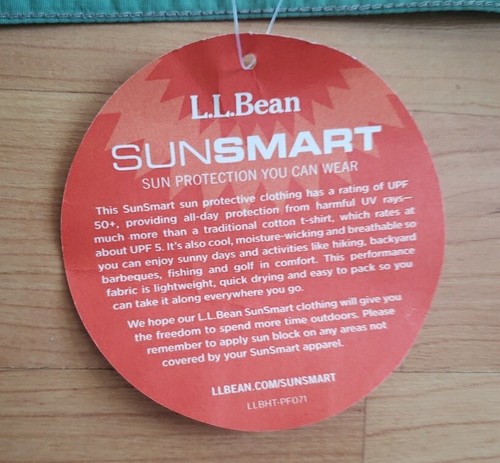 L.L.Bean
SUNSMART
SUN PROTECTION YOU CAN WEAR
This SunSmart sun protective clothing has a rating of UPF
50+, providing all-day protection from harmful UV rays—
much more than a traditional cotton t-shirt, which rates at
about UPF 5. It's also cool, moisture-wicking and breathable so
you can enjoy sunny days and activities like hiking, backyard
barbeques, fishing and golf in comfort. This performance
fabric is lightweight, quick drying and easy to pack so you
can take it along everywhere you go.
We hope our L.L.Bean SunSmart clothing will give you
the freedom to spend more time outdoors. Please
remember to apply sun block on any areas not
covered by your SunSmart apparel.
LLBEAN.COM/SUNSMART
LLBHT-PF071